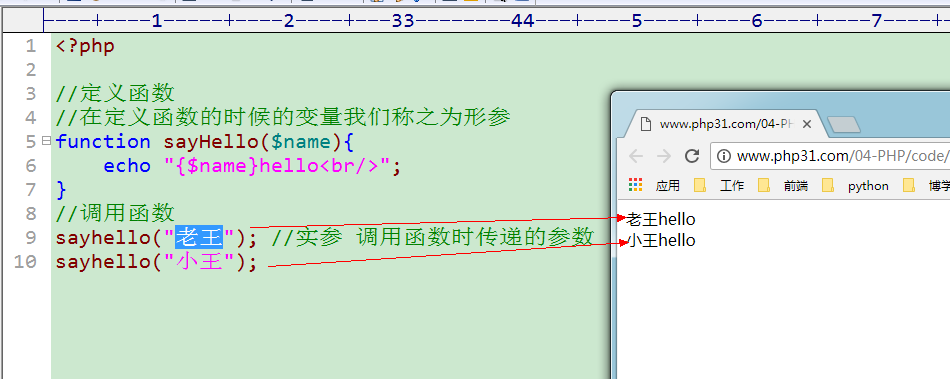 ----+----1----+----2----+----33----+----44----+----5----+----6----+----7----+--
1 <?php
2
3 //定义函数
4 //在定义函数的时候的变量我们称之为形参
5 function sayHello($name){
6 echo "{$name}hello<br/>";
7 }
8 //调用函数
9 sayhello("老王"); //实参 调用函数时传递的参数
10 sayhello("小王");
www.php31.com/04-PH
www.php31.com/04-PHP/code/
应用 工作 前端 python 博
老王hello
小王hello